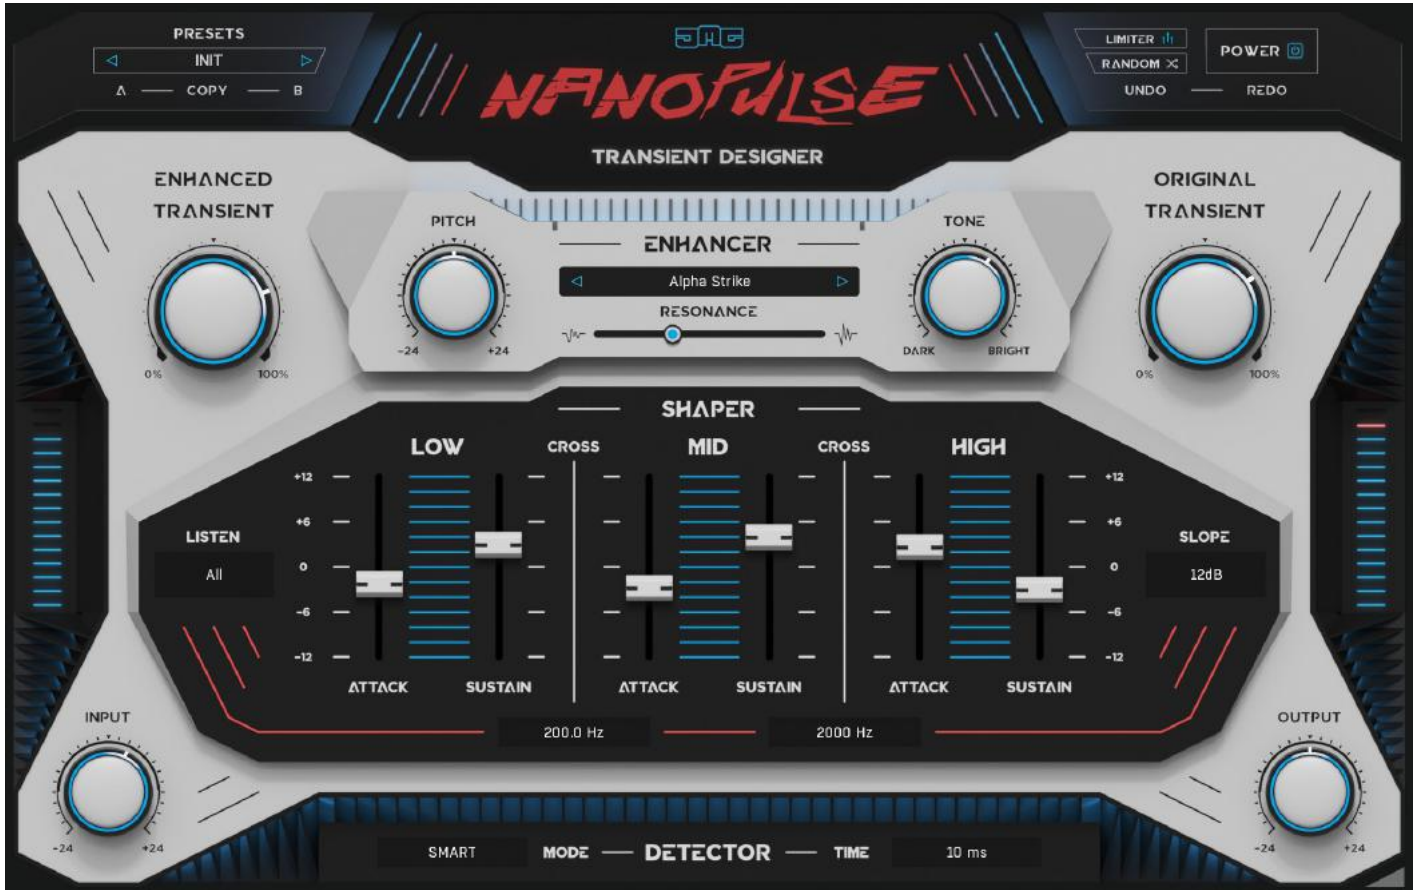 PRESETS
INIT
A COPY B
NANOPULSE
TRANSIENT DESIGNER
LIMITER
RANDOM
POWER
UNDO REDO
ENHANCED
TRANSIENT
0% 100%
PITCH
-24 +24
ENHANCER
Alpha Strike
RESONANCE
TONE
DARK BRIGHT
ORIGINAL
TRANSIENT
0% 100%
SHAPER
LOW CROSS MID CROSS HIGH
+12 +12
+6 +6
0 0
-6 -6
-12 -12
LISTEN
All
SLOPE
12dB
ATTACK SUSTAIN ATTACK SUSTAIN ATTACK SUSTAIN
200.0 Hz 2000 Hz
INPUT
-24 +24
OUTPUT
-24 +24
SMART MODE DETECTOR TIME 10 ms